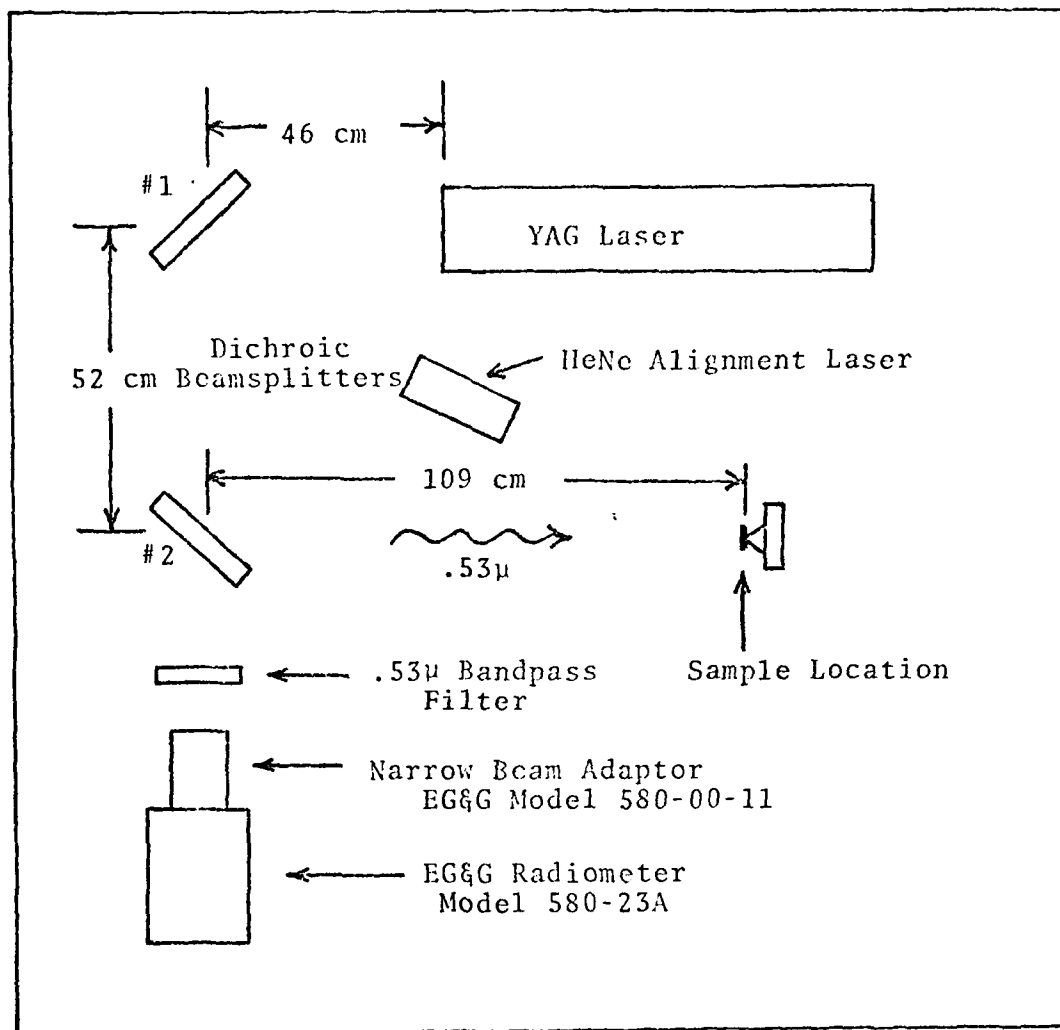 46 cm
#1
YAG Laser
Dichroic
52 cm Beamsplitters
HeNe Alignment Laser
109 cm
#2
.53µ
.53µ Bandpass
Filter
Sample Location
Narrow Beam Adaptor
EG&G Model 580-00-11
EG&G Radiometer
Model 580-23A